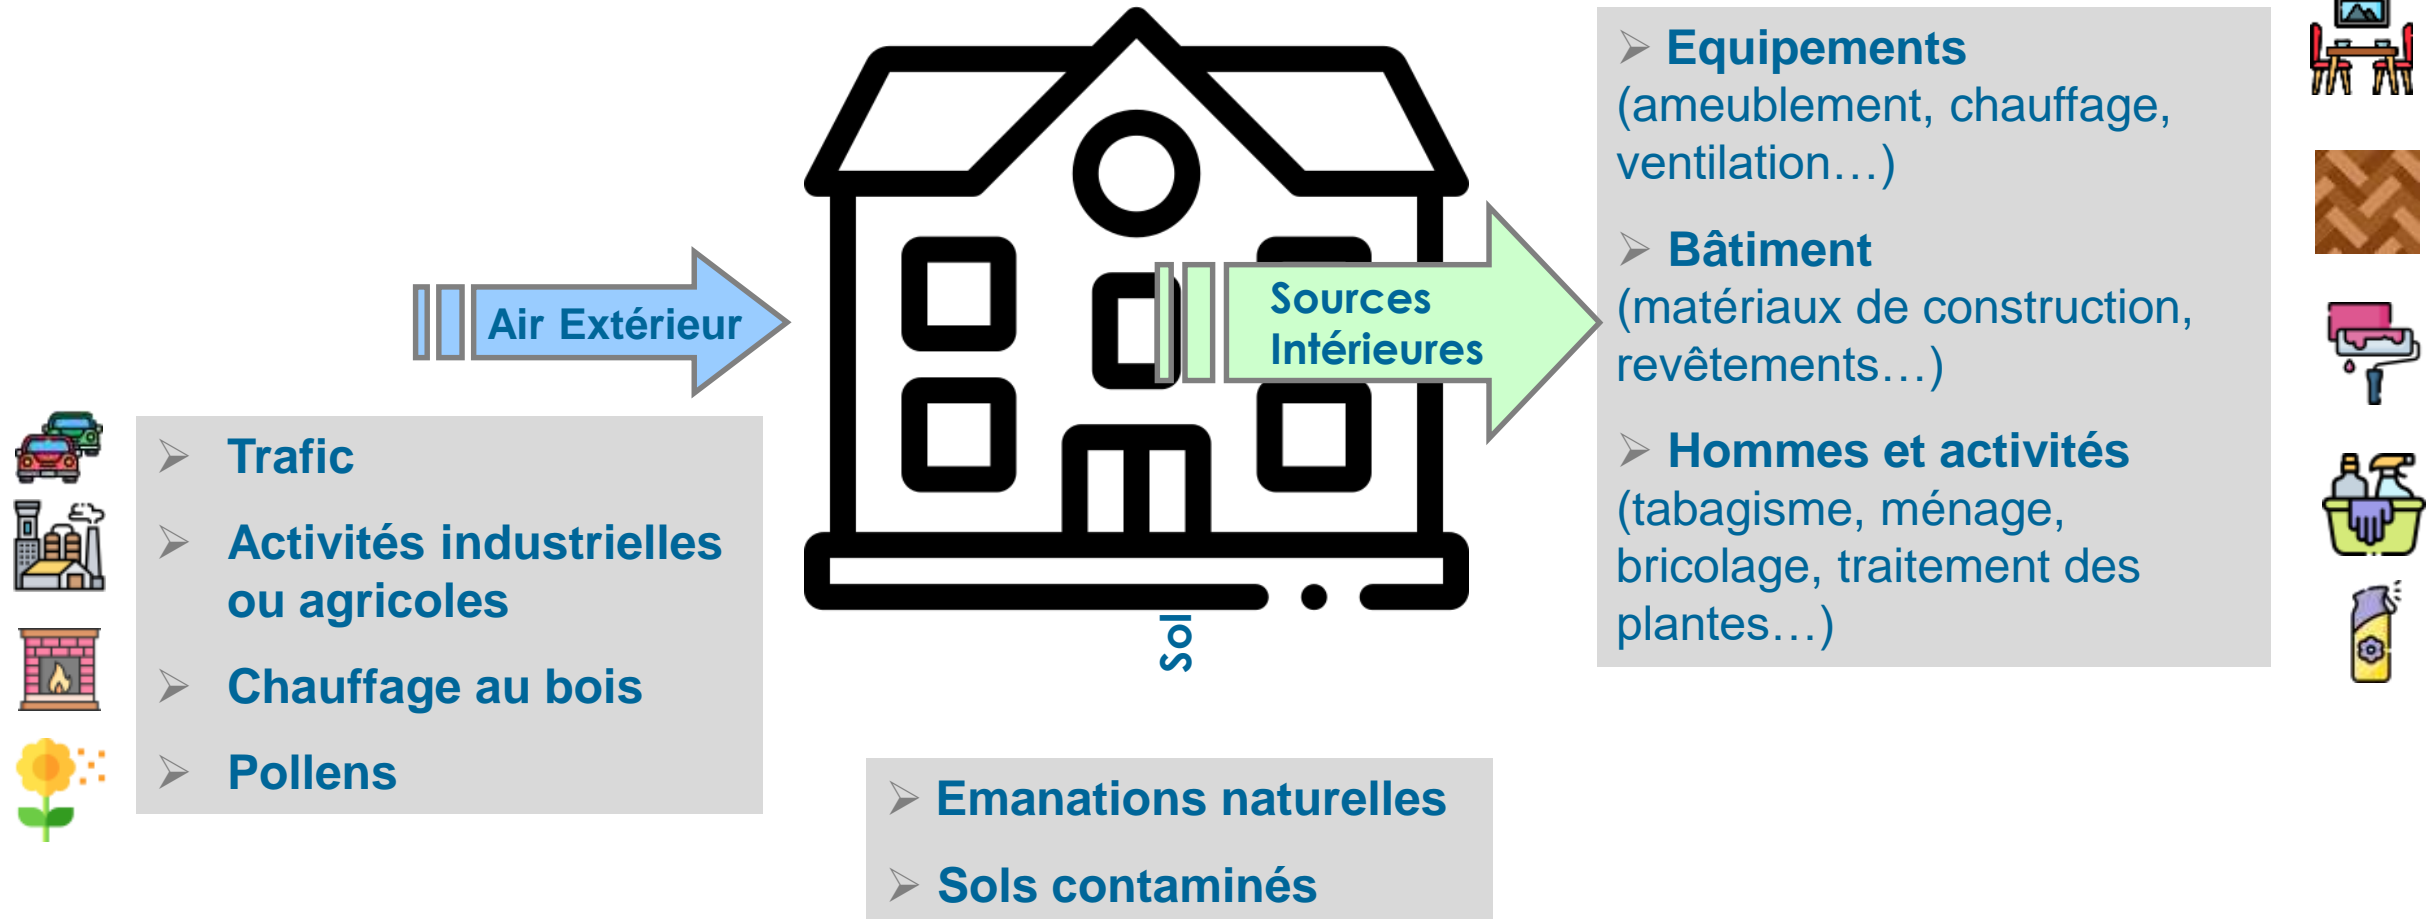 Air Extérieur
➢ Trafic
➢ Activités industrielles
ou agricoles
➢ Chauffage au bois
➢ Pollens
Sol
➢ Emanations naturelles
➢ Sols contaminés
Sources
Intérieures
➢ Equipements
(ameublement, chauffage,
ventilation…)
➢ Bâtiment
(matériaux de construction,
revêtements…)
➢ Hommes et activités
(tabagisme, ménage,
bricolage, traitement des
plantes…)